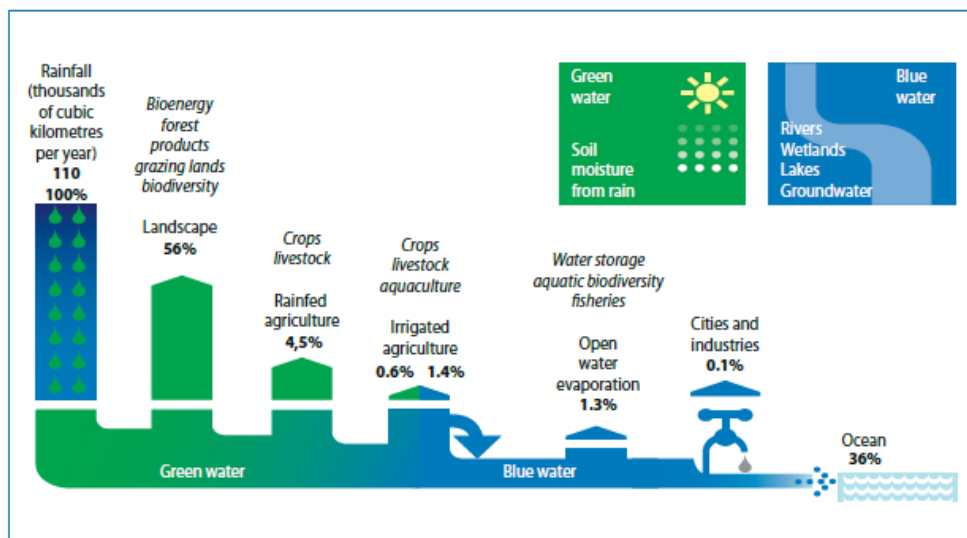 Rainfall
(thousands
of cubic
kilometres
per year)
110
100%
Bioenergy
forest
products
grazing lands
biodiversity
Landscape
56%
Crops
livestock
Rainfed
agriculture
4,5%
Crops
livestock
aquaculture
Irrigated
agriculture
0.6% 1.4%
Water storage
aquatic biodiversity
fisheries
Open
water
evaporation
1.3%
Cities and
industries
0.1%
Green
water
Soil
moisture
from rain
Blue
water
Rivers
Wetlands
Lakes
Groundwater
Ocean
36%
Green water
Blue water